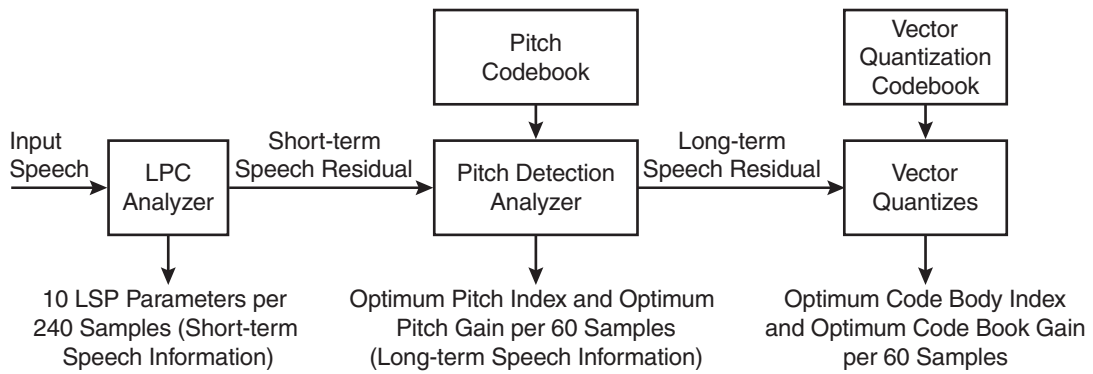 Pitch
Codebook
Vector
Quantization
Codebook
Input
Speech
LPC
Analyzer
Short-term
Speech Residual
Pitch Detection
Analyzer
Long-term
Speech Residual
Vector
Quantizes
10 LSP Parameters per
240 Samples (Short-term
Speech Information)
Optimum Pitch Index and Optimum
Pitch Gain per 60 Samples
(Long-term Speech Information)
Optimum Code Body Index
and Optimum Code Book Gain
per 60 Samples